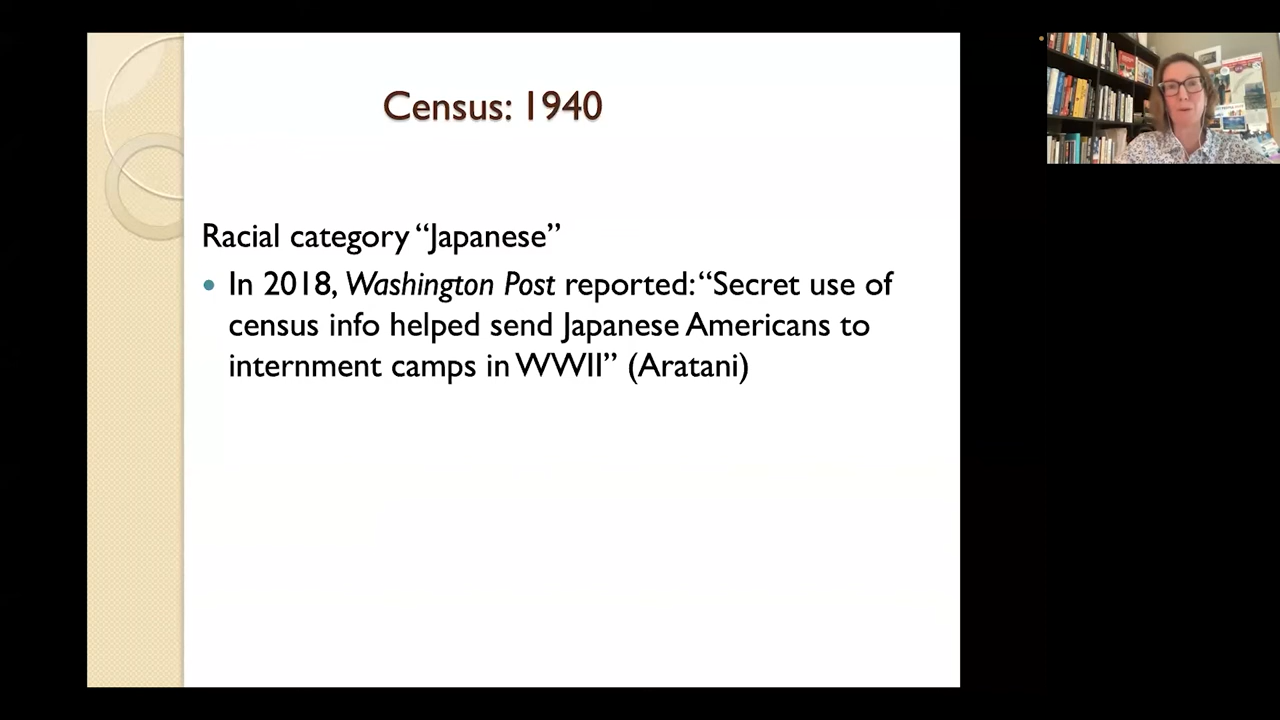 Census: 1940
Racial category “Japanese”
• In 2018, Washington Post reported: “Secret use of
census info helped send Japanese Americans to
internment camps in WWII” (Aratani)